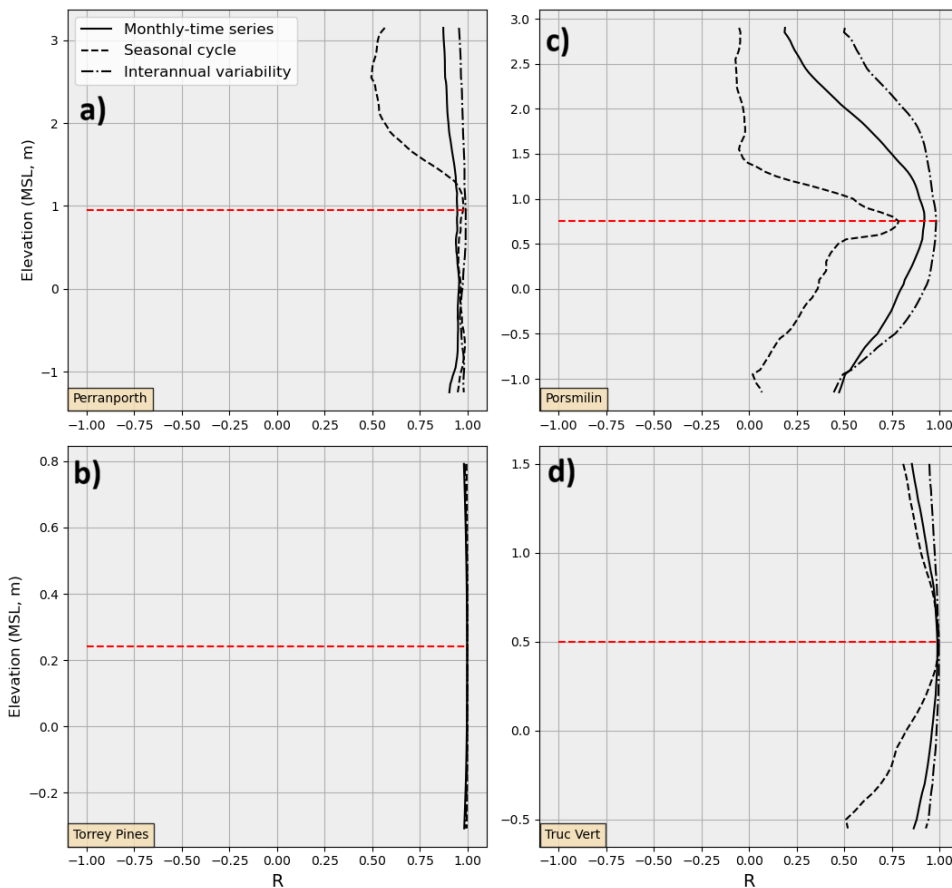 Monthly-time series
Seasonal cycle
Interannual variability
a)
Elevation (MSL, m)
3
2
1
0
−1
Perranporth
−1.00 −0.75 −0.50 −0.25 0.00 0.25 0.50 0.75 1.00
c)
3.0
2.5
2.0
1.5
1.0
0.5
0.0
−0.5
−1.0
Porsmilin
−1.00 −0.75 −0.50 −0.25 0.00 0.25 0.50 0.75 1.00
b)
Elevation (MSL, m)
0.8
0.6
0.4
0.2
0.0
−0.2
Torrey Pines
−1.00 −0.75 −0.50 −0.25 0.00 0.25 0.50 0.75 1.00
R
d)
1.5
1.0
0.5
0.0
−0.5
Truc Vert
−1.00 −0.75 −0.50 −0.25 0.00 0.25 0.50 0.75 1.00
R